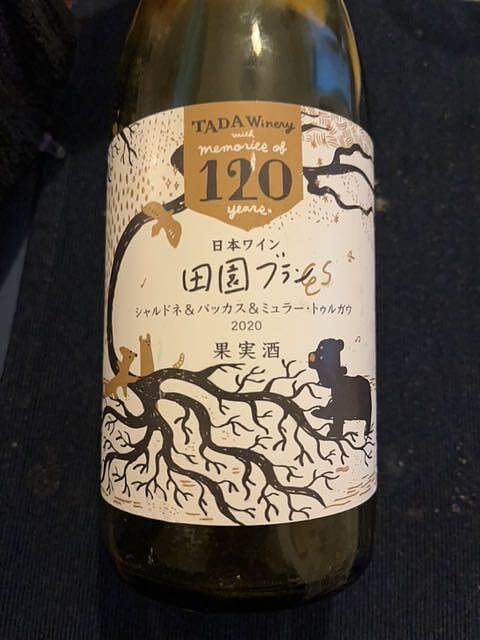 TADA Winery
with
memories of
120
years.
日本ワイン
田園ブラン
シャルドネ&バッカス&ミュラー・トゥルガウ
2020
果実酒